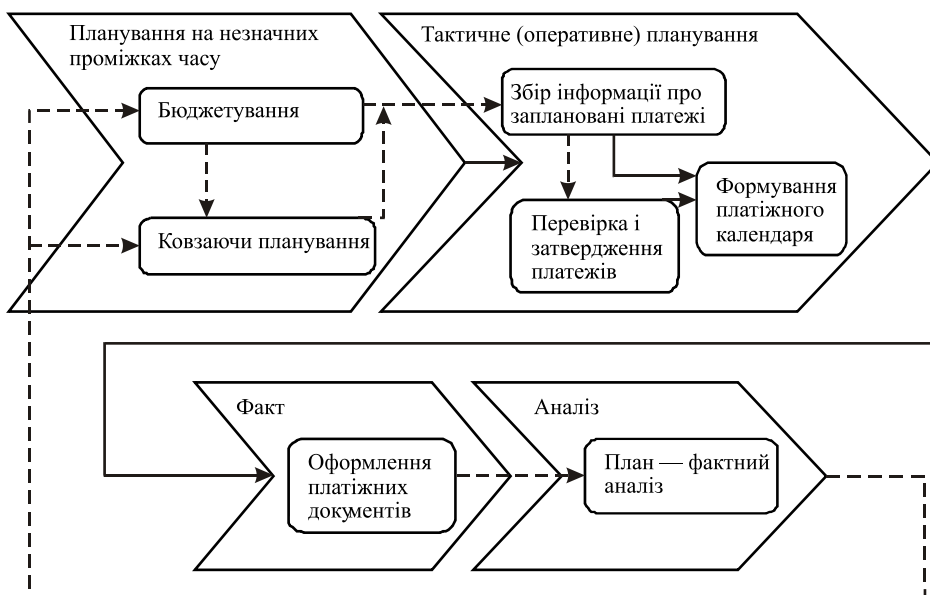 Планування на незначних
проміжках часу
Бюджетування
Ковзаючи планування
Тактичне (оперативне) планування
Збір інформації про
заплановані платежі
Перевірка і
затвердження
платежів
Формування
платіжного
календаря
Факт
Оформлення
платіжних
документів
Аналіз
План — фактний
аналіз